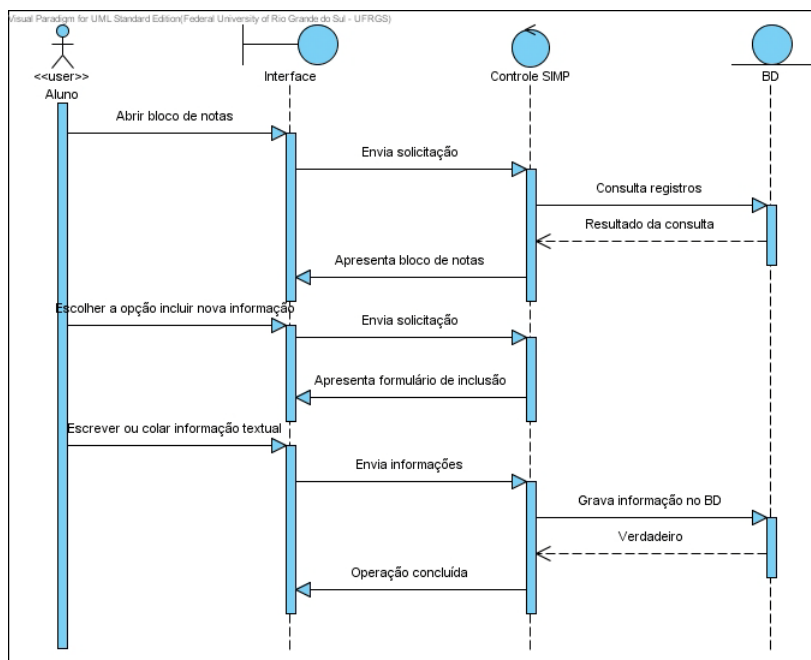 Visual Paradigm for UML Standard Edition(Federal University of Rio Grande do Sul - UFRGS)
<<user>>
Aluno
Interface
Controle SIMP
BD
Abrir bloco de notas
Envia solicitação
Consulta registros
Resultado da consulta
Apresenta bloco de notas
Escolher a opção incluir nova informação
Envia solicitação
Apresenta formulário de inclusão
Escrever ou colar informação textual
Envia informações
Grava informação no BD
Verdadeiro
Operação concluída